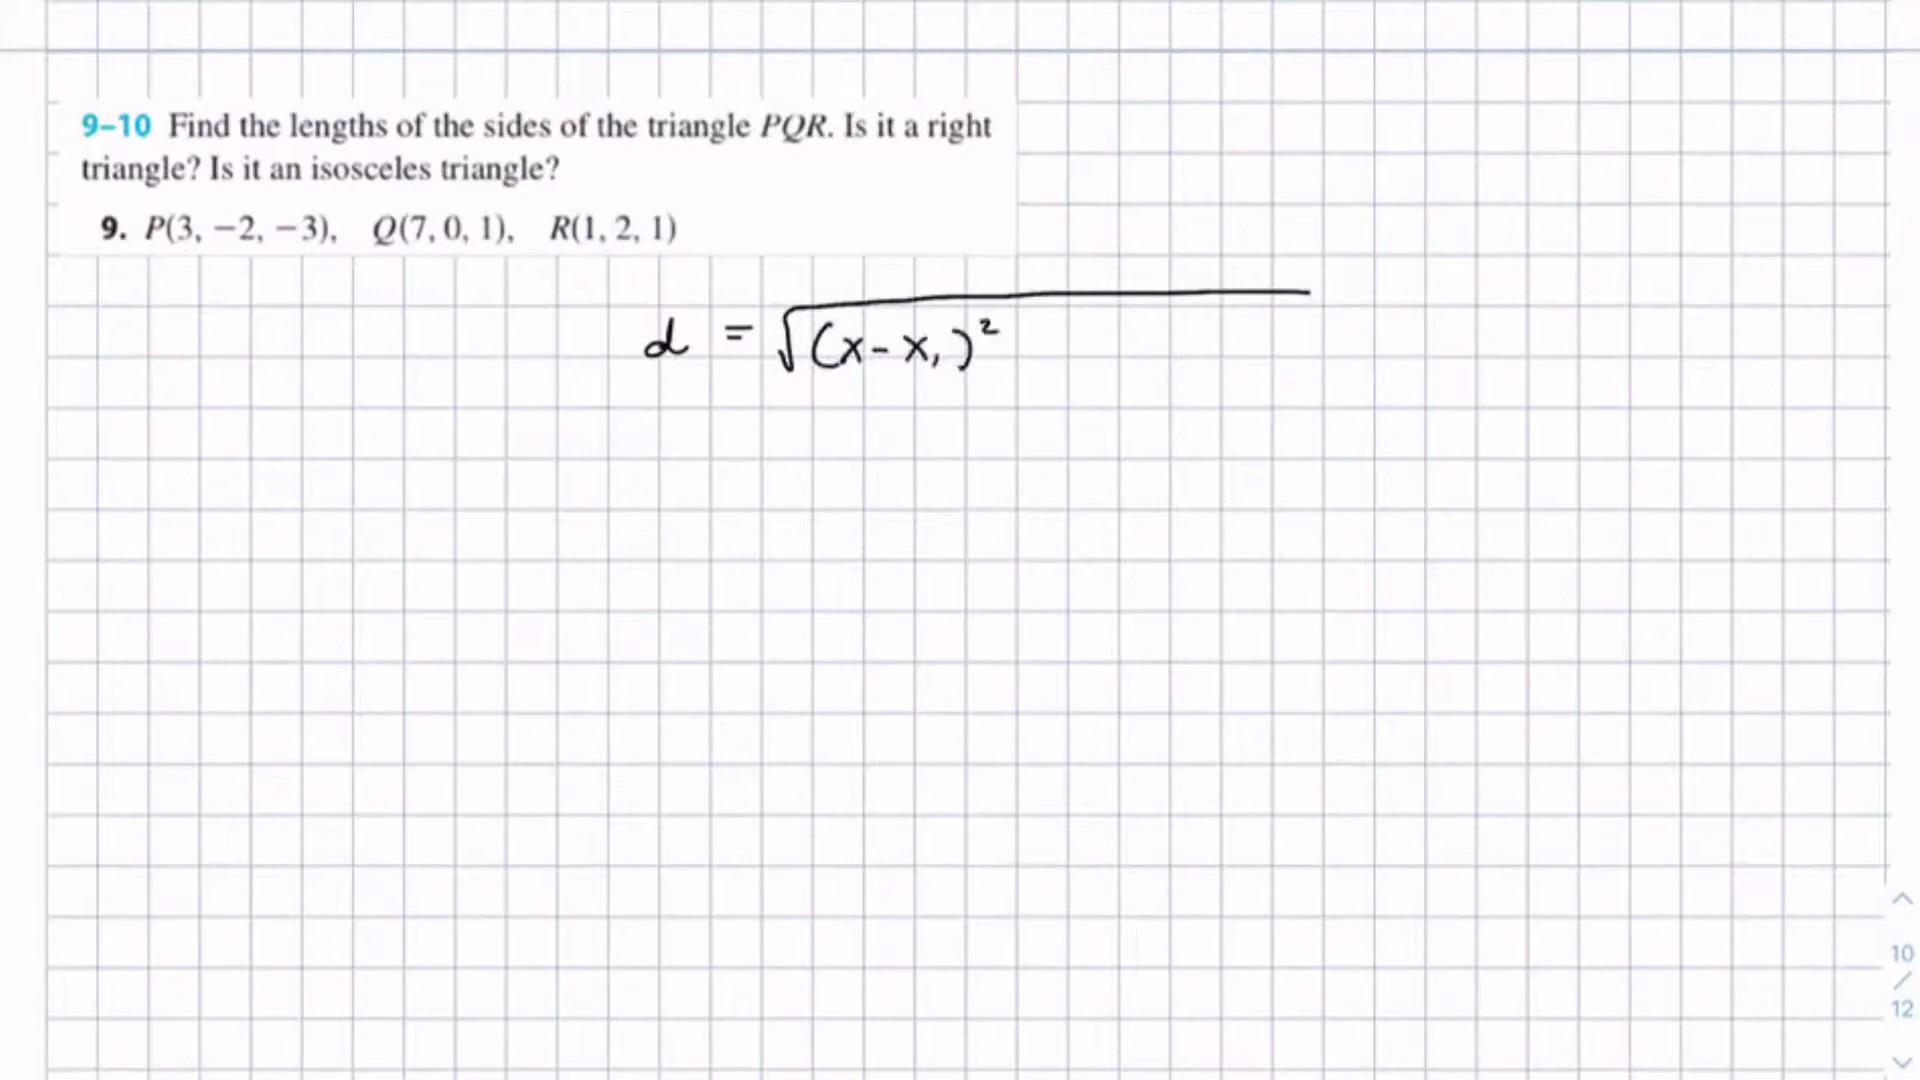 9–10 Find the lengths of the sides of the triangle PQR. Is it a right
triangle? Is it an isosceles triangle?
9. P(3, −2, −3), Q(7, 0, 1), R(1, 2, 1)
d = √(x - x₁)²
10
/
12